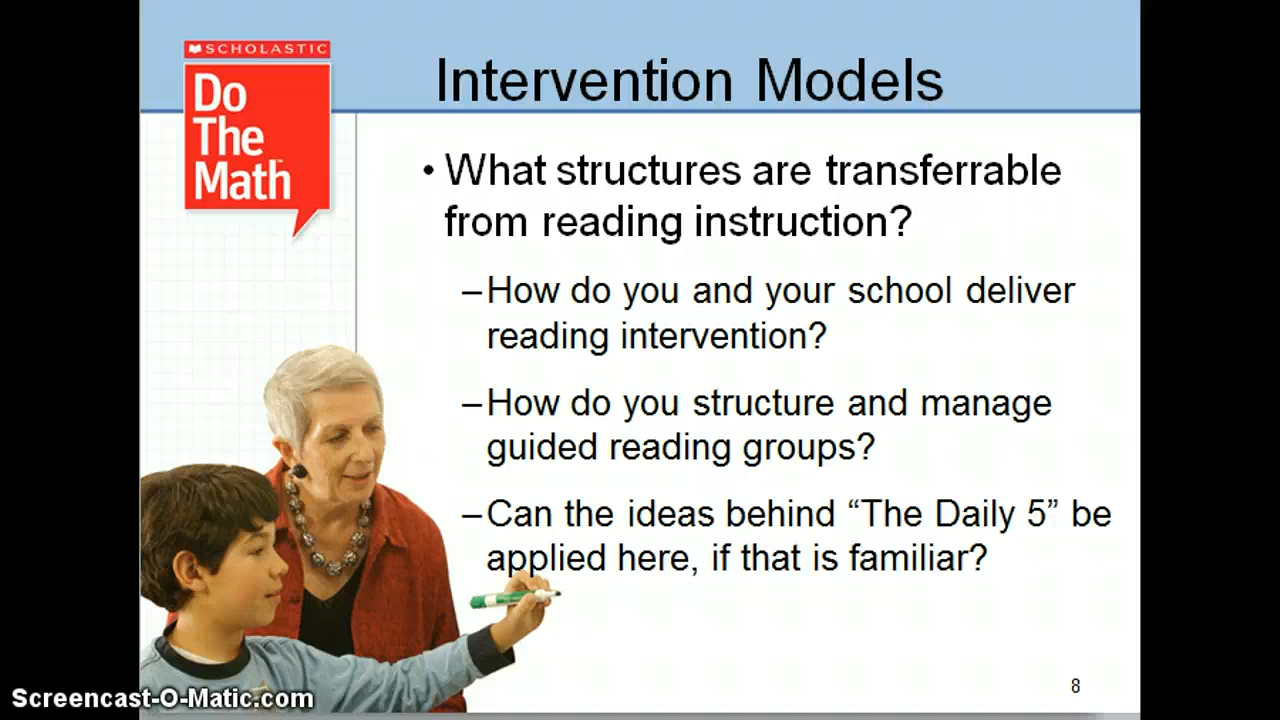 SCHOLASTIC
Do
The
Math™
Intervention Models
• What structures are transferrable
from reading instruction?
–How do you and your school deliver
reading intervention?
–How do you structure and manage
guided reading groups?
–Can the ideas behind “The Daily 5” be
applied here, if that is familiar?
8
Screencast-O-Matic.com